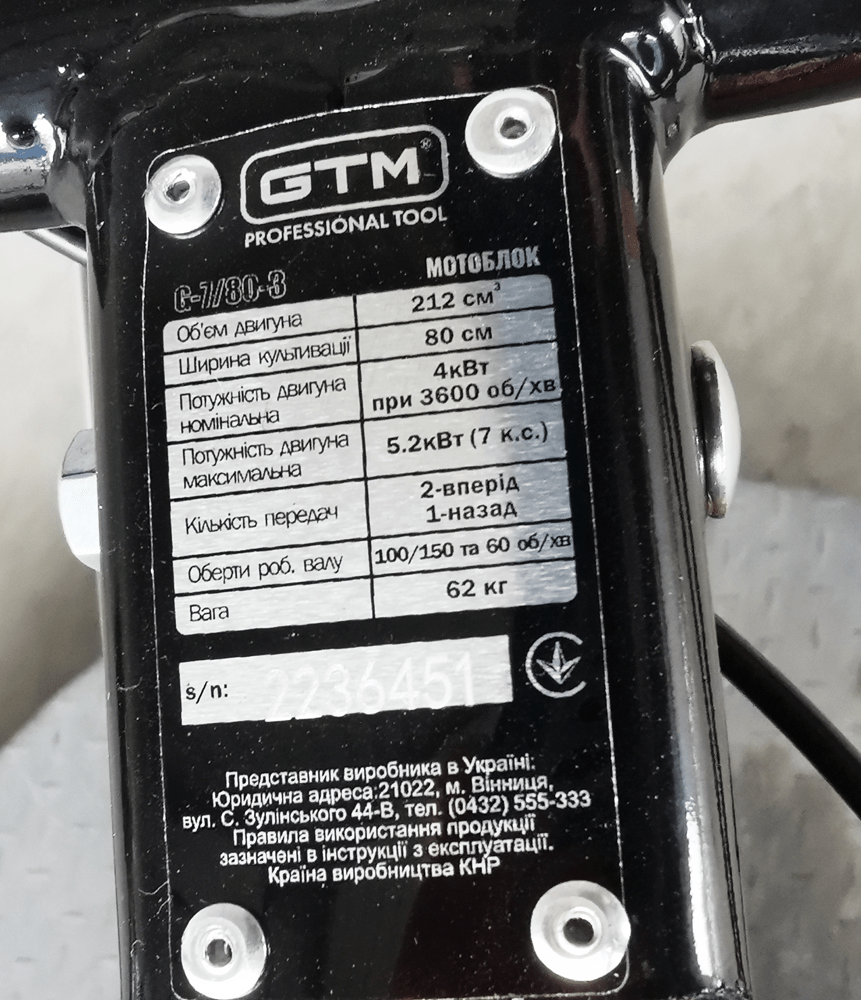 GTM®
PROFESSIONAL TOOL
G-7/80-3 МОТОБЛОК
Об'єм двигуна 212 см³
Ширина культивації 80 см
Потужність двигуна
номінальна
4кВт
при 3600 об/хв
Потужність двигуна
максимальна
5.2кВт (7 к.с.)
Кількість передач
2-вперід
1-назад
Оберти роб. валу 100/150 та 60 об/хв
Вага 62 кг
s/n: 2236451
Представник виробника в Україні:
Юридична адреса:21022, м. Вінниця,
вул. С. Зулінського 44-В, тел. (0432) 555-333
Правила використання продукції
зазначені в інструкції з експлуатації.
Країна виробництва КНР